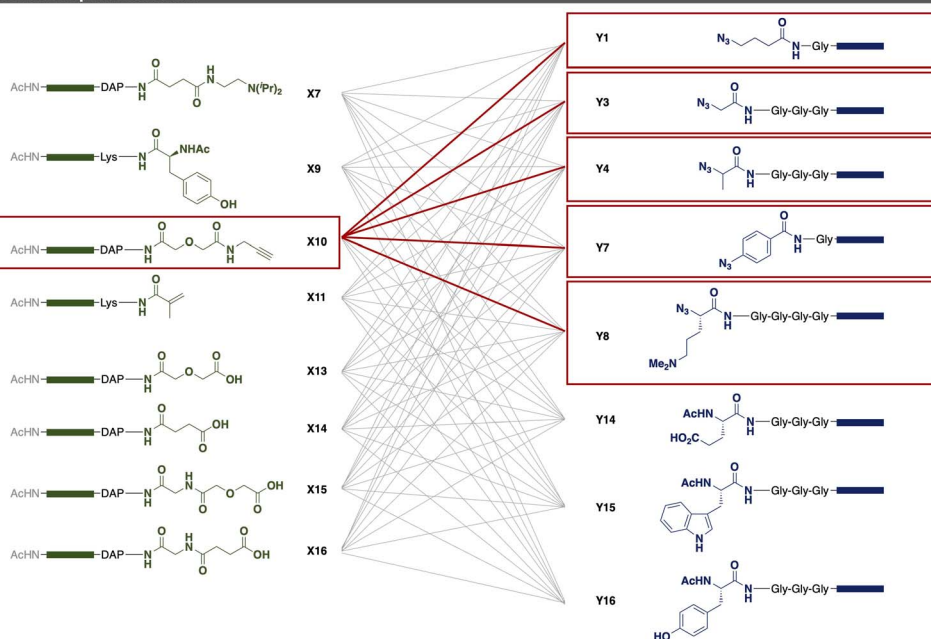 AcHN DAP N H O O H N N(iPr)2 X7
AcHN Lys N H O NHAc OH X9
AcHN DAP N H O O O N H X10
AcHN Lys N H O X11
AcHN DAP N H O O O OH X13
AcHN DAP N H O O OH X14
AcHN DAP N H O H N O O O OH X15
AcHN DAP N H O H N O O OH X16
Y1 N3 O N H Gly
Y3 N3 O N H Gly-Gly-Gly
Y4 N3 O N H Gly-Gly-Gly
Y7 N3 O N H Gly
Y8 N3 O N H Gly-Gly-Gly-Gly Me2N
Y14 AcHN O N H Gly-Gly-Gly HO2C
Y15 AcHN O N H Gly-Gly-Gly N H
Y16 AcHN O N H Gly-Gly-Gly HO